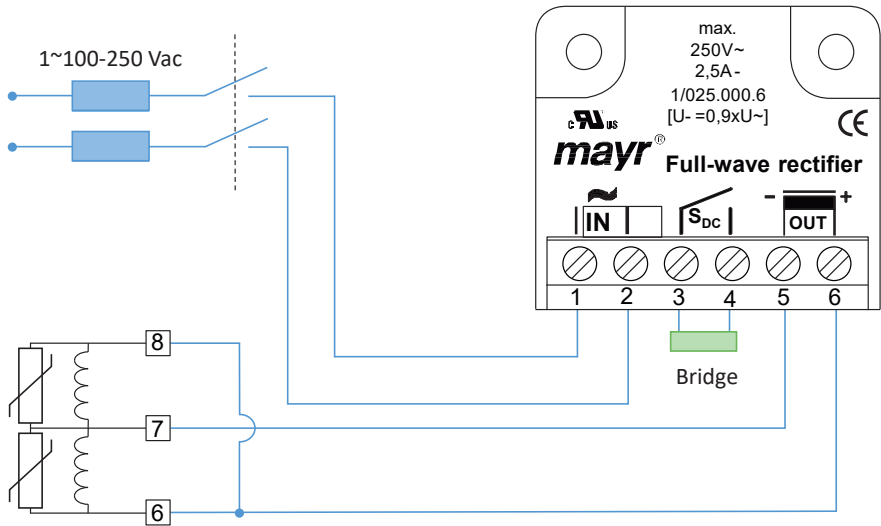 1~100-250 Vac
max.
250V~
2,5A-
1/025.000.6
[U- =0,9xU~]
c RU us
CE
mayr®
Full-wave rectifier
~
- +
IN
SDC
OUT
1 2 3 4 5 6
Bridge
8
7
6